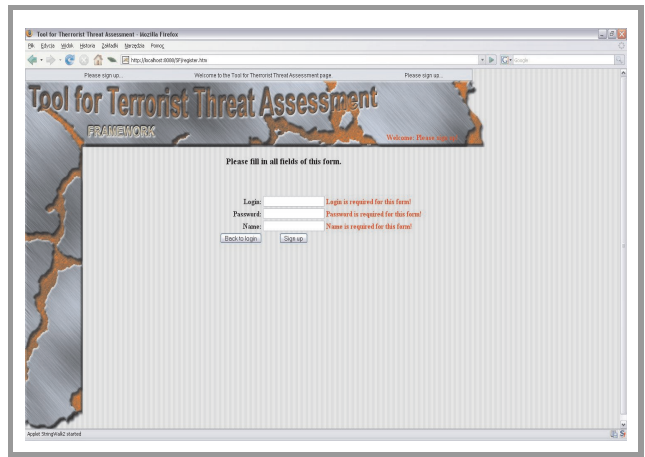 Tool for Therrorist Threat Assessment - Mozilla Firefox
Plik Edycja Widok Historia Zakładki Narzędzia Pomoc
http://localhost:8080/SF/register.htm
Google
Please sign up... Welcome to the Tool for Therrorist Threat Assessment page. Please sign up...
Tool for Terrorist Threat Assessment
FRAMEWORK
Welcome: Please
Please fill in all fields of this form.
Login: Login is required for this form!
Password: Password is required for this form!
Name: Name is required for this form!
Back to login Sign up
Applet StringWalk2 started